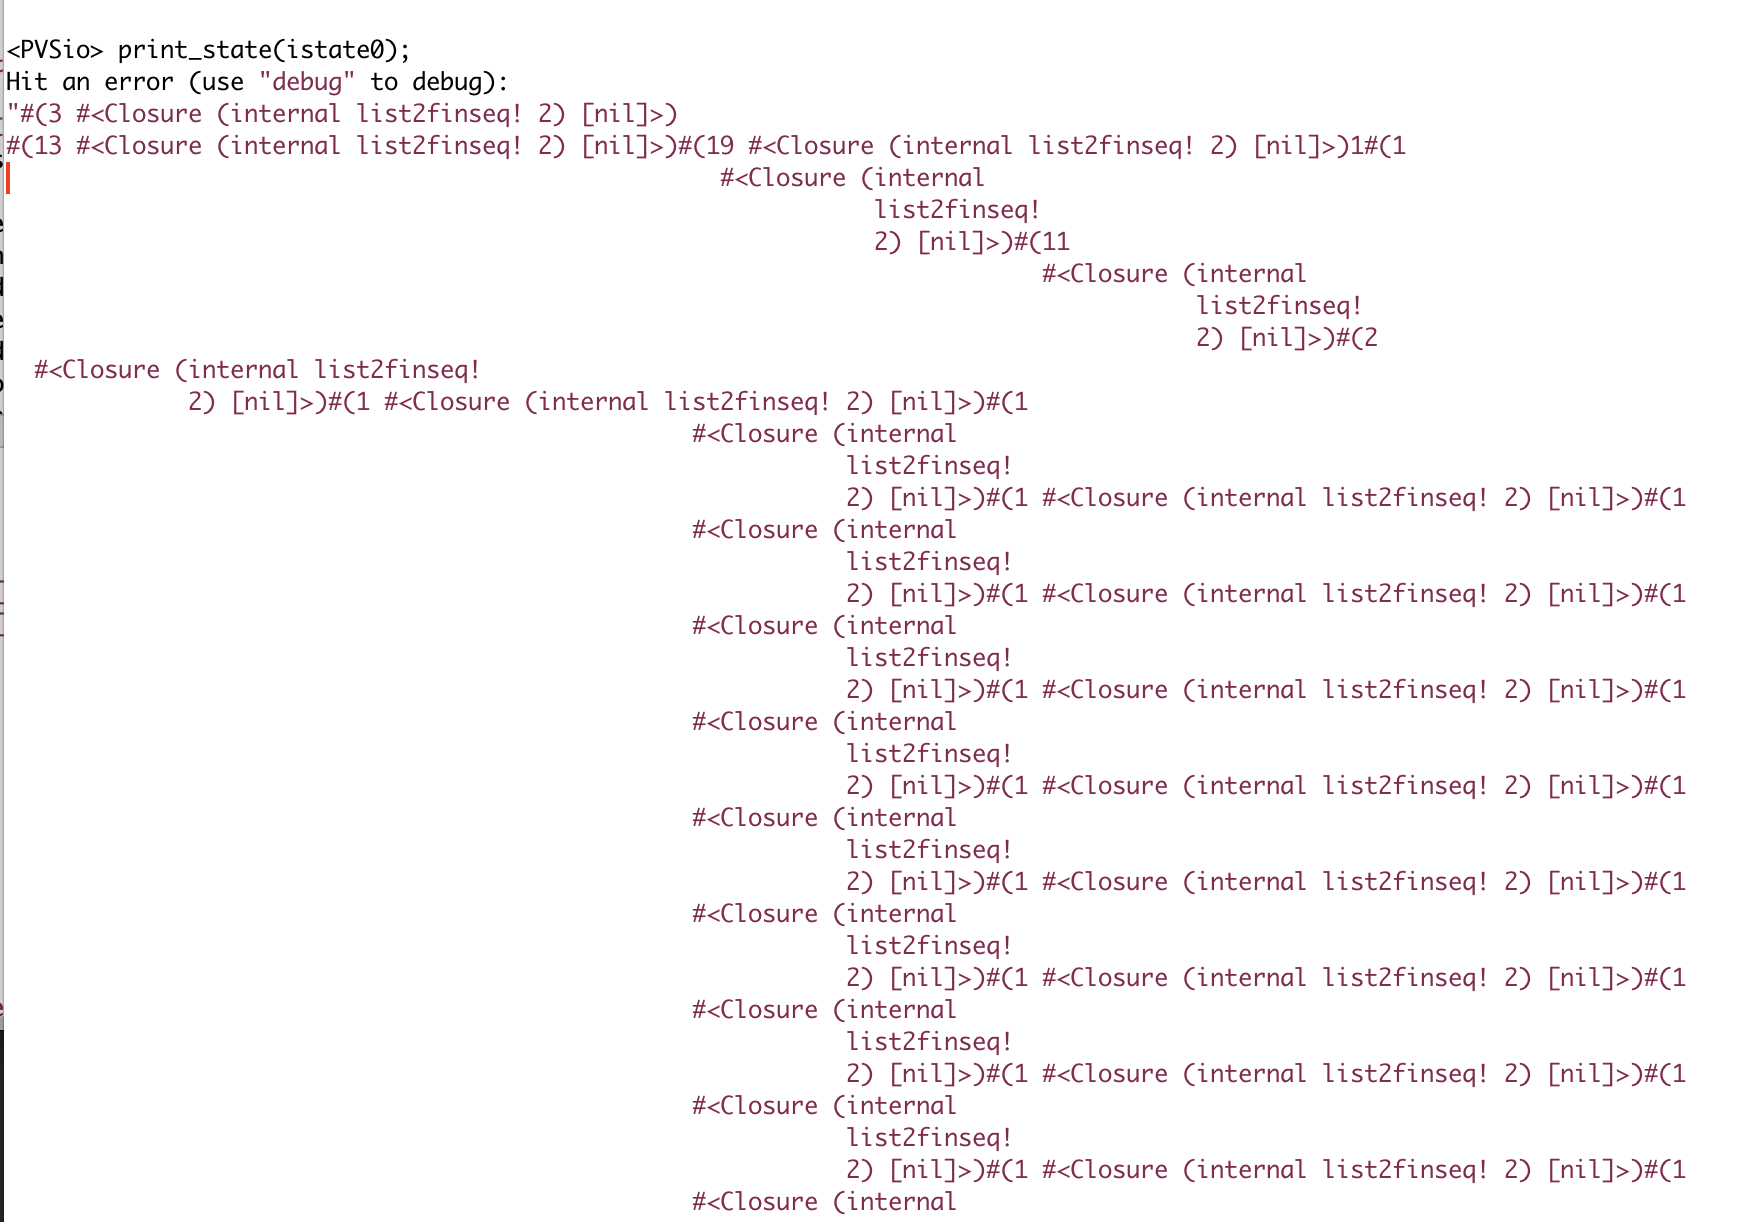 <PVSio> print_state(istate0);
Hit an error (use "debug" to debug):
"#(3 #<Closure (internal list2finseq! 2) [nil]>)
#(13 #<Closure (internal list2finseq! 2) [nil]>)#(19 #<Closure (internal list2finseq! 2) [nil]>)1#(1
#<Closure (internal
list2finseq!
2) [nil]>)#(11
#<Closure (internal
list2finseq!
2) [nil]>)#(2
#<Closure (internal list2finseq!
2) [nil]>)#(1 #<Closure (internal list2finseq! 2) [nil]>)#(1
#<Closure (internal
list2finseq!
2) [nil]>)#(1 #<Closure (internal list2finseq! 2) [nil]>)#(1
#<Closure (internal
list2finseq!
2) [nil]>)#(1 #<Closure (internal list2finseq! 2) [nil]>)#(1
#<Closure (internal
list2finseq!
2) [nil]>)#(1 #<Closure (internal list2finseq! 2) [nil]>)#(1
#<Closure (internal
list2finseq!
2) [nil]>)#(1 #<Closure (internal list2finseq! 2) [nil]>)#(1
#<Closure (internal
list2finseq!
2) [nil]>)#(1 #<Closure (internal list2finseq! 2) [nil]>)#(1
#<Closure (internal
list2finseq!
2) [nil]>)#(1 #<Closure (internal list2finseq! 2) [nil]>)#(1
#<Closure (internal
list2finseq!
2) [nil]>)#(1 #<Closure (internal list2finseq! 2) [nil]>)#(1
#<Closure (internal
list2finseq!
2) [nil]>)#(1 #<Closure (internal list2finseq! 2) [nil]>)#(1
#<Closure (internal